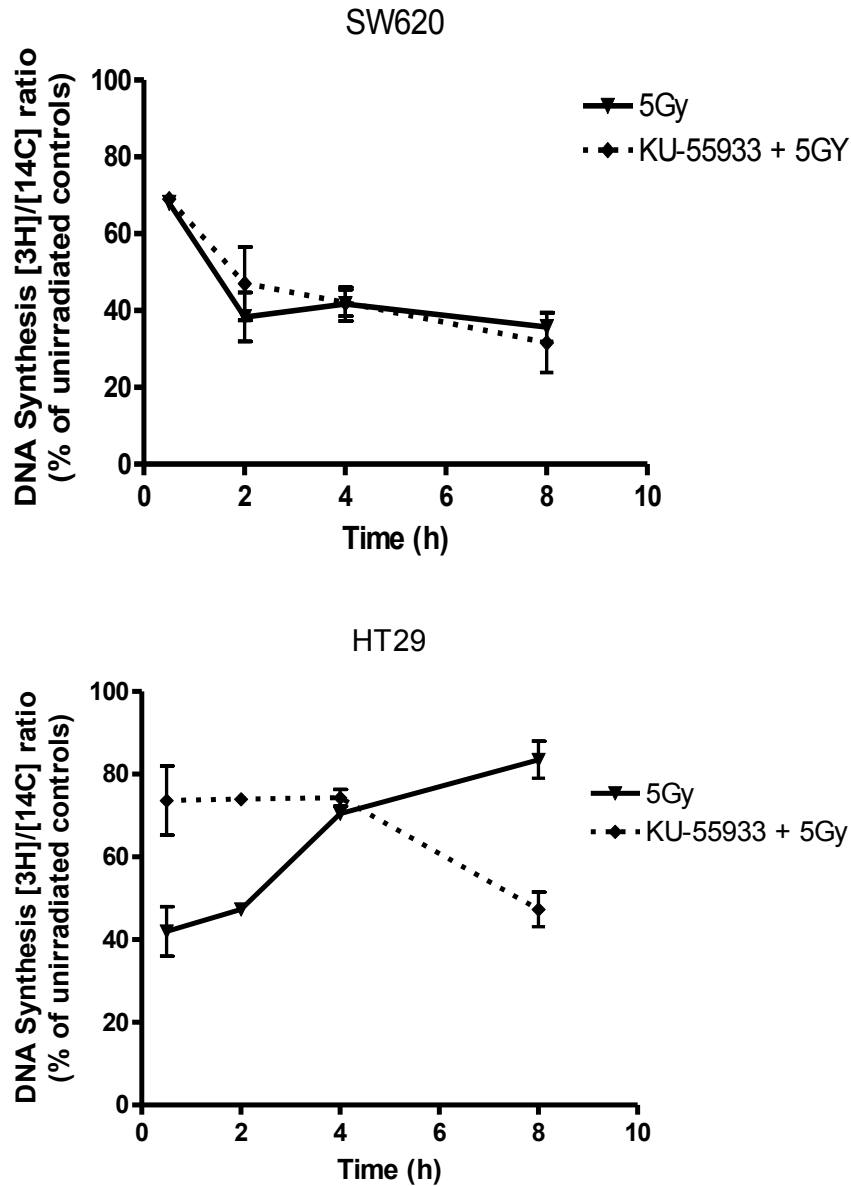 SW620
DNA Synthesis [3H]/[14C] ratio
(% of unirradiated controls)
100
80
60
40
20
0
0 2 4 6 8 10
Time (h)
5Gy
KU-55933 + 5GY
HT29
DNA Synthesis [3H]/[14C] ratio
(% of unirradiated controls)
100
80
60
40
20
0
0 2 4 6 8 10
Time (h)
5Gy
KU-55933 + 5Gy